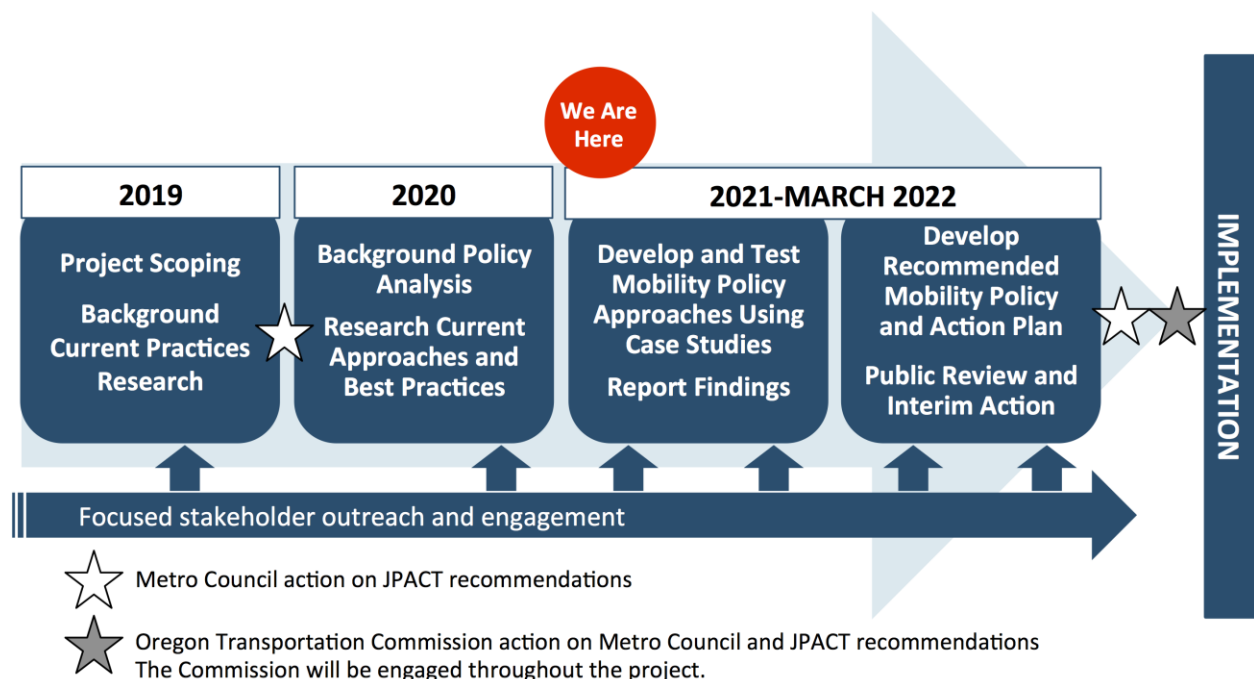 We Are
Here
2019
2020
2021-MARCH 2022
Project Scoping
Background
Current Practices
Research
Background Policy
Analysis
Research Current
Approaches and
Best Practices
Develop and Test
Mobility Policy
Approaches Using
Case Studies
Report Findings
Develop
Recommended
Mobility Policy
and Action Plan
Public Review and
Interim Action
IMPLEMENTATION
Focused stakeholder outreach and engagement
Metro Council action on JPACT recommendations
Oregon Transportation Commission action on Metro Council and JPACT recommendations
The Commission will be engaged throughout the project.